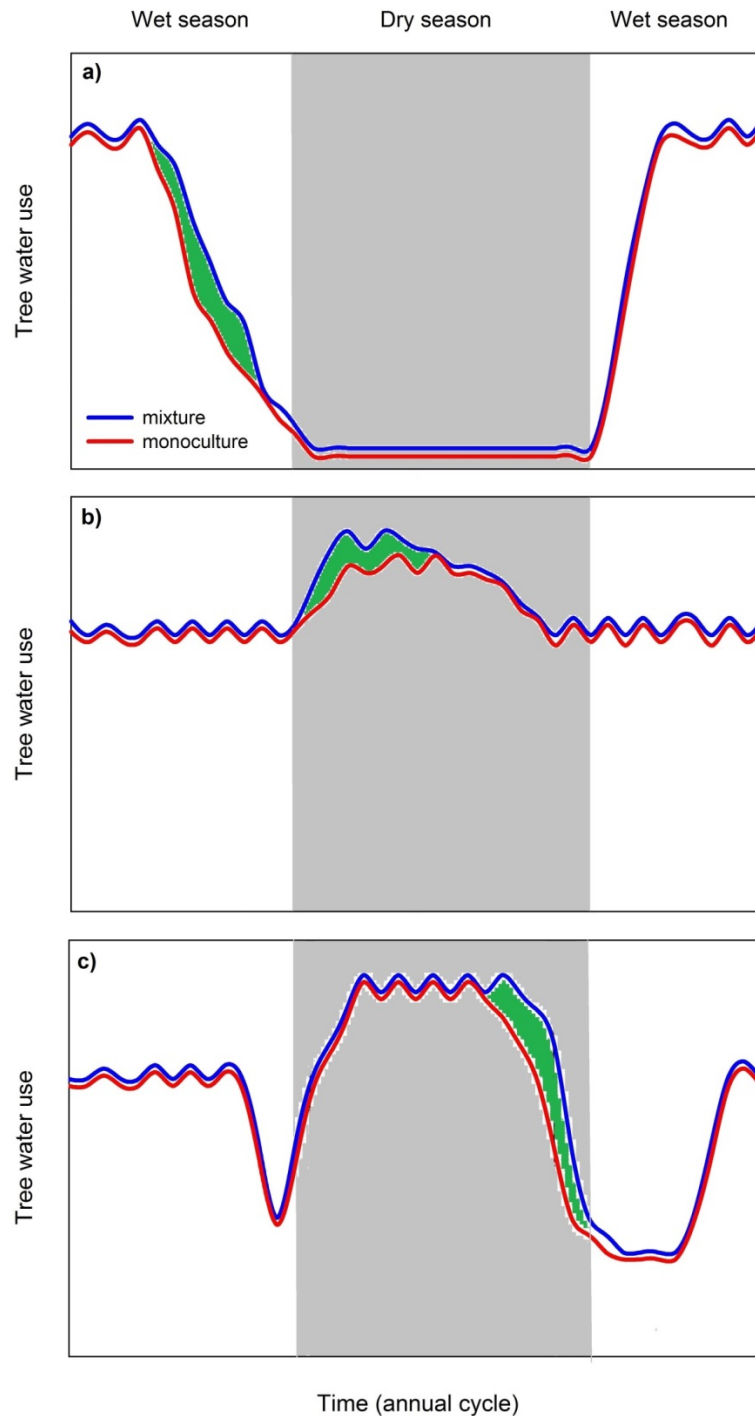 Wet season Dry season Wet season
a)
Tree water use
mixture
monoculture
b)
Tree water use
c)
Tree water use
Time (annual cycle)